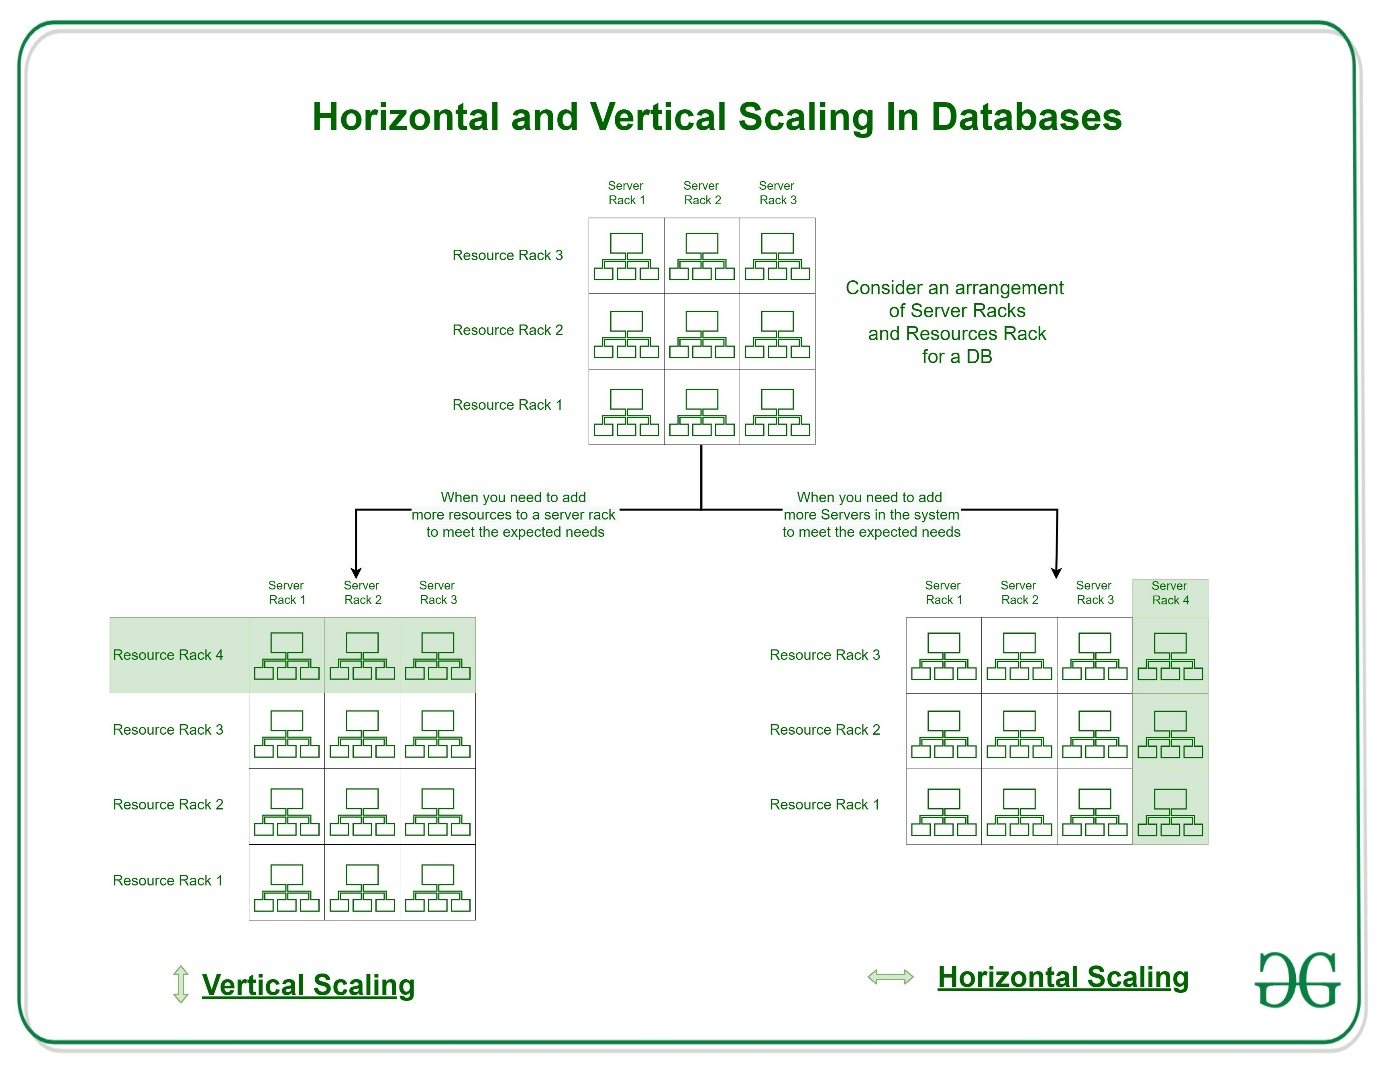 Horizontal and Vertical Scaling In Databases
Server Rack 1
Server Rack 2
Server Rack 3
Resource Rack 3
Resource Rack 2
Resource Rack 1
Consider an arrangement
of Server Racks
and Resources Rack
for a DB
When you need to add
more resources to a server rack
to meet the expected needs
When you need to add
more Servers in the system
to meet the expected needs
Server Rack 1
Server Rack 2
Server Rack 3
Resource Rack 4
Resource Rack 3
Resource Rack 2
Resource Rack 1
Vertical Scaling
Server Rack 1
Server Rack 2
Server Rack 3
Server Rack 4
Resource Rack 3
Resource Rack 2
Resource Rack 1
Horizontal Scaling